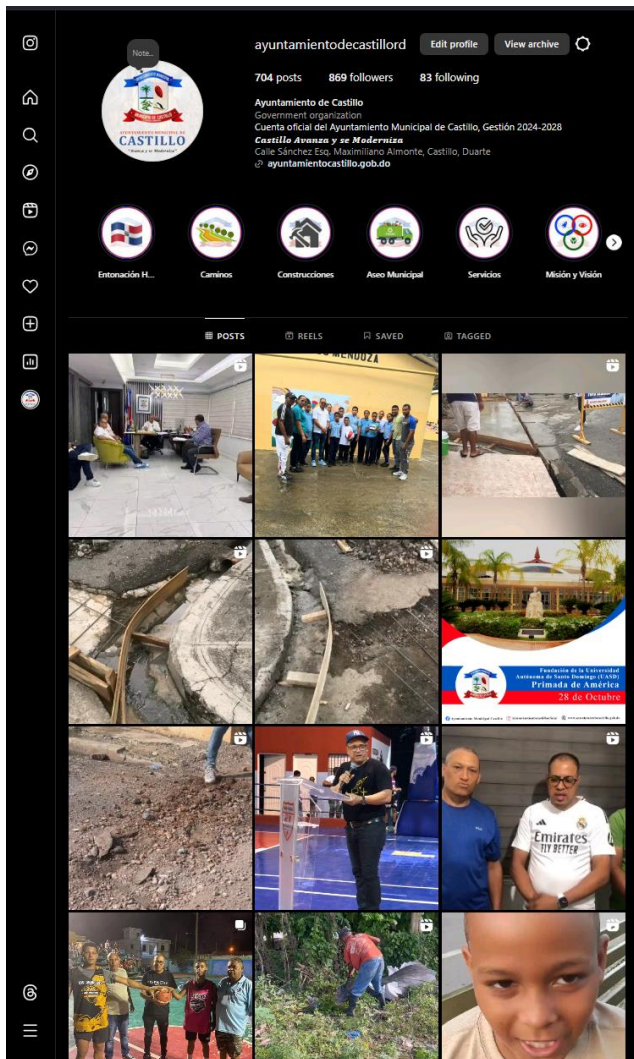 Note...
ayuntamientodecastillord
Edit profile
View archive
704 posts
869 followers
83 following
Ayuntamiento de Castillo
Government organization
Cuenta oficial del Ayuntamiento Municipal de Castillo, Gestión 2024-2028
Castillo Avanza y se Moderniza
Calle Sánchez Esq. Maximiliano Almonte, Castillo, Duarte
ayuntamientocastillo.gob.do
AYUNTAMIENTO MUNICIPAL DE
CASTILLO
"Avanza y se Moderniza"
Entonación H...
Caminos
Construcciones
Aseo Municipal
Servicios
Misión y Visión
POSTS
REELS
SAVED
TAGGED
MENDOZA
Fundación de la Universidad
Autónoma de Santo Domingo (UASD)
Primada de América
28 de Octubre
Emirates
FLY BETTER